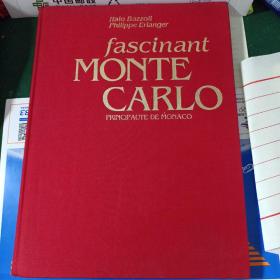 Italo Bazzoli
Philippe Erlanger
fascinant
MONTE
CARLO
PRINCIPAUTE DE MONACO